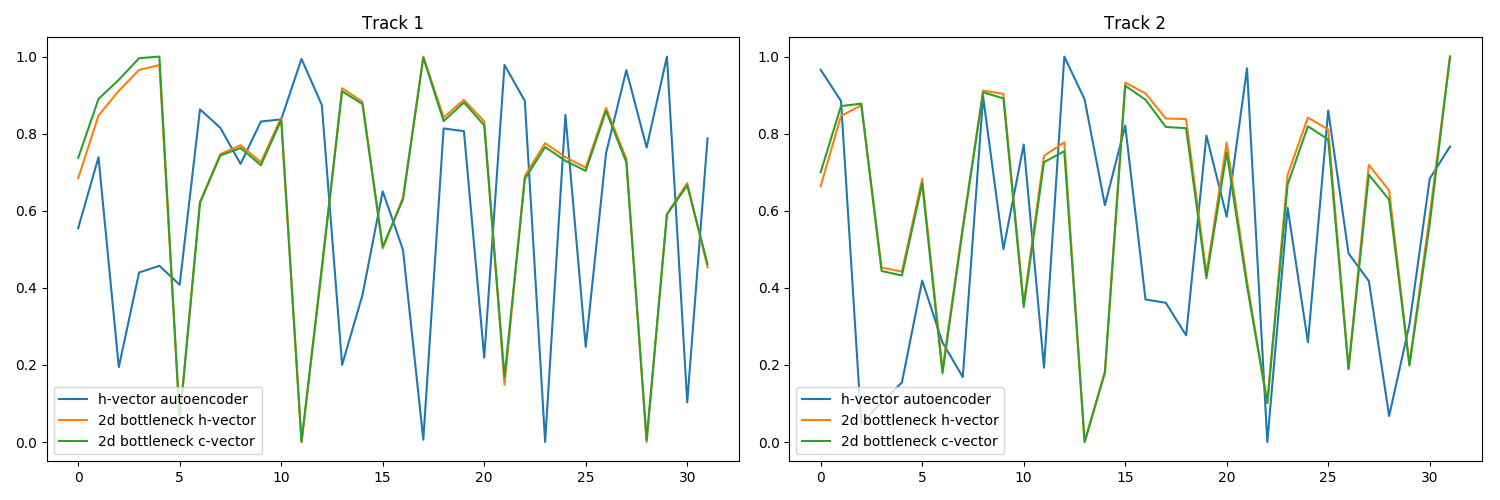 Track 1
1.0
0.8
0.6
0.4
0.2
0.0
h-vector autoencoder
2d bottleneck h-vector
2d bottleneck c-vector
0 5 10 15 20 25 30
Track 2
1.0
0.8
0.6
0.4
0.2
0.0
h-vector autoencoder
2d bottleneck h-vector
2d bottleneck c-vector
0 5 10 15 20 25 30